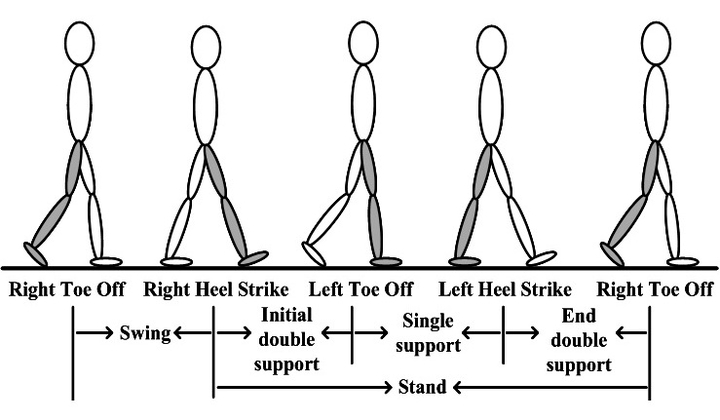 Right Toe Off Right Heel Strike Left Toe Off Left Heel Strike Right Toe Off
Swing
Initial
double
support
Single
support
End
double
support
Stand